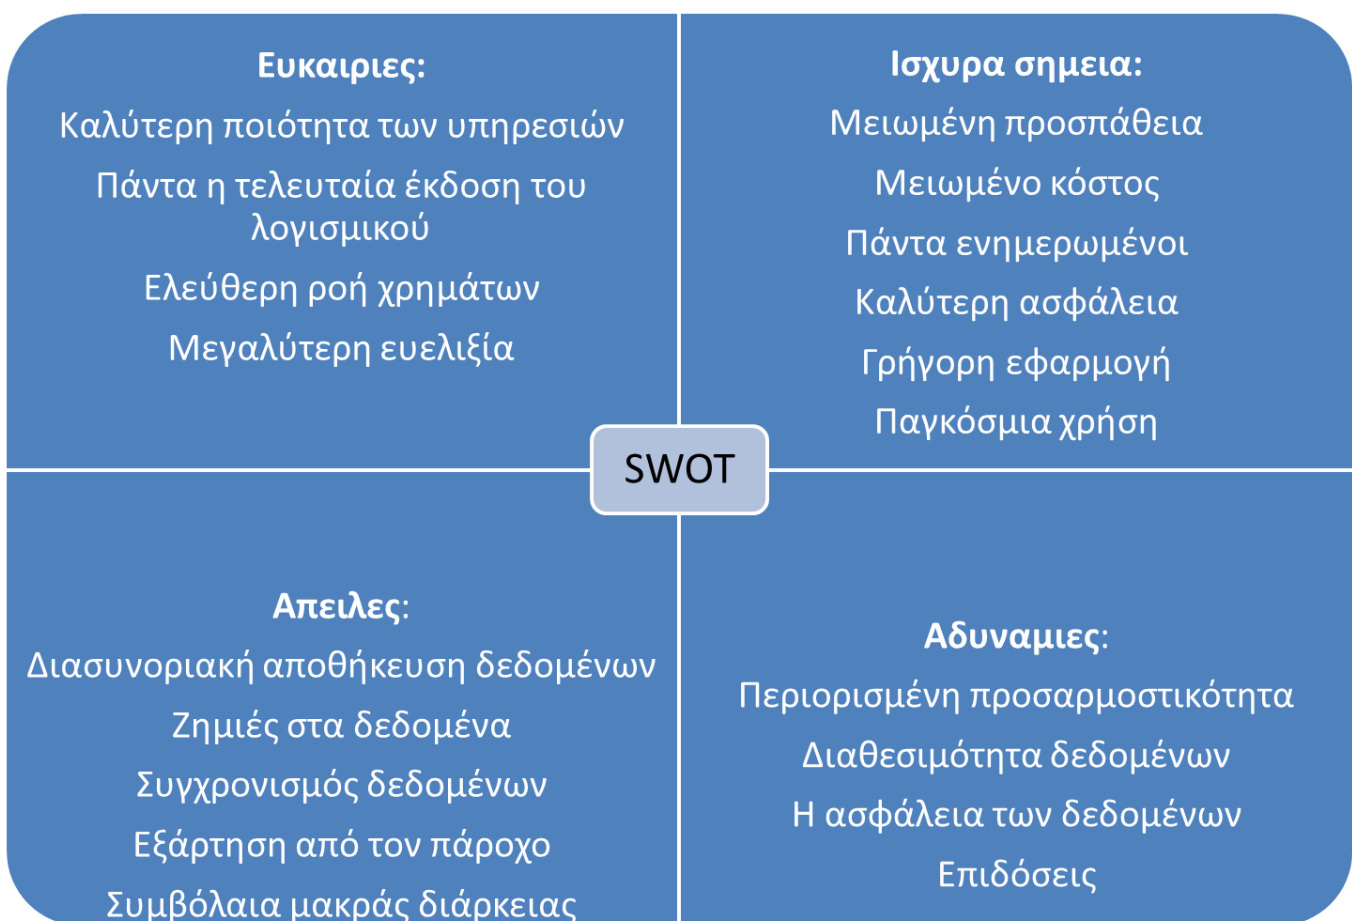 Ευκαιριες:
Καλύτερη ποιότητα των υπηρεσιών
Πάντα η τελευταία έκδοση του
λογισμικού
Ελεύθερη ροή χρημάτων
Μεγαλύτερη ευελιξία
Ισχυρα σημεια:
Μειωμένη προσπάθεια
Μειωμένο κόστος
Πάντα ενημερωμένοι
Καλύτερη ασφάλεια
Γρήγορη εφαρμογή
Παγκόσμια χρήση
SWOT
Απειλες:
Διασυνοριακή αποθήκευση δεδομένων
Ζημιές στα δεδομένα
Συγχρονισμός δεδομένων
Εξάρτηση από τον πάροχο
Συμβόλαια μακράς διάρκειας
Αδυναμιες:
Περιορισμένη προσαρμοστικότητα
Διαθεσιμότητα δεδομένων
Η ασφάλεια των δεδομένων
Επιδόσεις